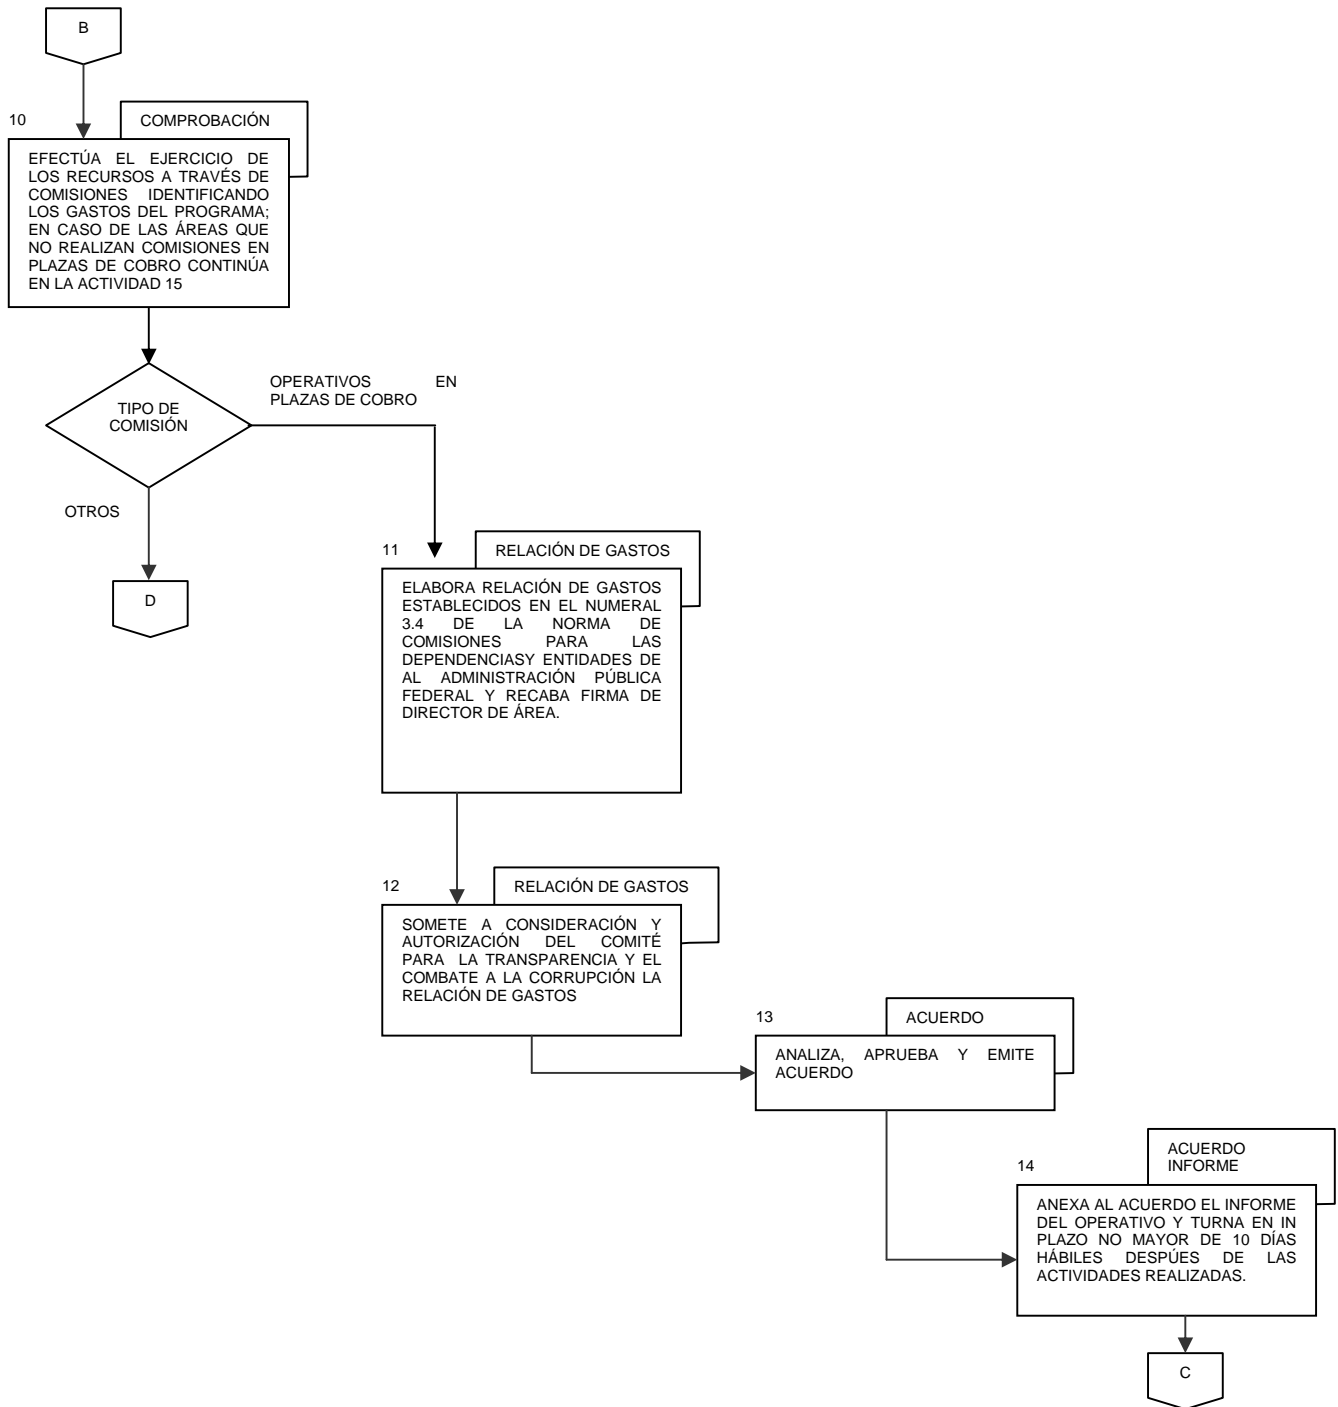 B
10
COMPROBACIÓN
EFECTÚA EL EJERCICIO DE
LOS RECURSOS A TRAVÉS DE
COMISIONES IDENTIFICANDO
LOS GASTOS DEL PROGRAMA;
EN CASO DE LAS ÁREAS QUE
NO REALIZAN COMISIONES EN
PLAZAS DE COBRO CONTINÚA
EN LA ACTIVIDAD 15
TIPO DE
COMISIÓN
OPERATIVOS EN
PLAZAS DE COBRO
OTROS
D
11
RELACIÓN DE GASTOS
ELABORA RELACIÓN DE GASTOS
ESTABLECIDOS EN EL NUMERAL
3.4 DE LA NORMA DE
COMISIONES PARA LAS
DEPENDENCIASY ENTIDADES DE
AL ADMINISTRACIÓN PÚBLICA
FEDERAL Y RECABA FIRMA DE
DIRECTOR DE ÁREA.
12
RELACIÓN DE GASTOS
SOMETE A CONSIDERACIÓN Y
AUTORIZACIÓN DEL COMITÉ
PARA LA TRANSPARENCIA Y EL
COMBATE A LA CORRUPCIÓN LA
RELACIÓN DE GASTOS
13
ACUERDO
ANALIZA, APRUEBA Y EMITE
ACUERDO
14
ACUERDO
INFORME
ANEXA AL ACUERDO EL INFORME
DEL OPERATIVO Y TURNA EN IN
PLAZO NO MAYOR DE 10 DÍAS
HÁBILES DESPÚES DE LAS
ACTIVIDADES REALIZADAS.
C